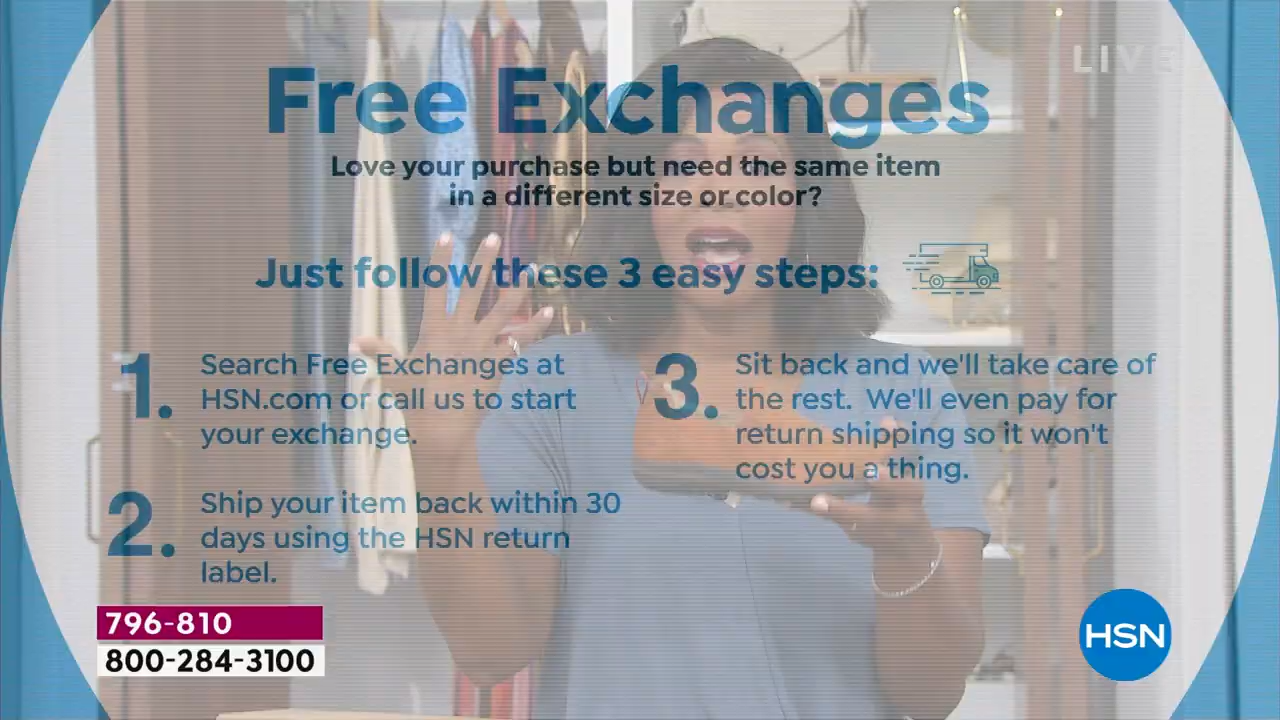 LIVE
Free Exchanges
Love your purchase but need the same item
in a different size or color?
Just follow these 3 easy steps:
1. Search Free Exchanges at
HSN.com or call us to start
your exchange.
2. Ship your item back within 30
days using the HSN return
label.
3. Sit back and we'll take care of
the rest. We'll even pay for
return shipping so it won't
cost you a thing.
796-810
800-284-3100
HSN